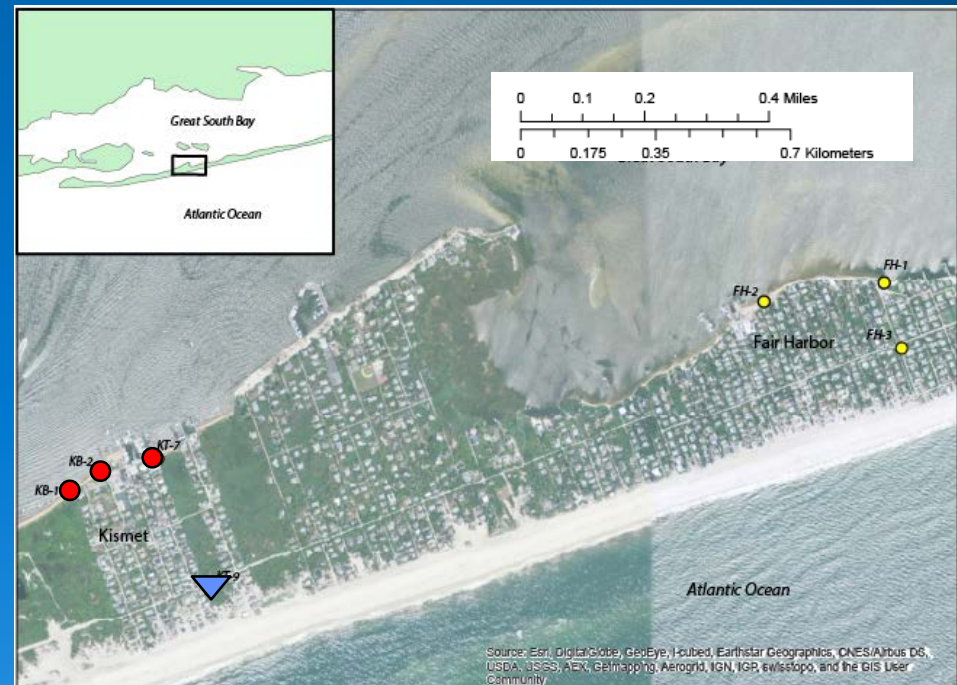 Great South Bay
Atlantic Ocean
0 0.1 0.2 0.4 Miles
0 0.175 0.35 0.7 Kilometers
FH-1
FH-2
Fair Harbor
FH-3
KT-7
KB-2
KB-1
Kismet
KT-9
Atlantic Ocean
Source: Esri, DigitalGlobe, GeoEye, i-cubed, Earthstar Geographics, CNES/Airbus DS,
USDA, USGS, AEX, Getmapping, Aerogrid, IGN, IGP, swisstopo, and the GIS User
Community